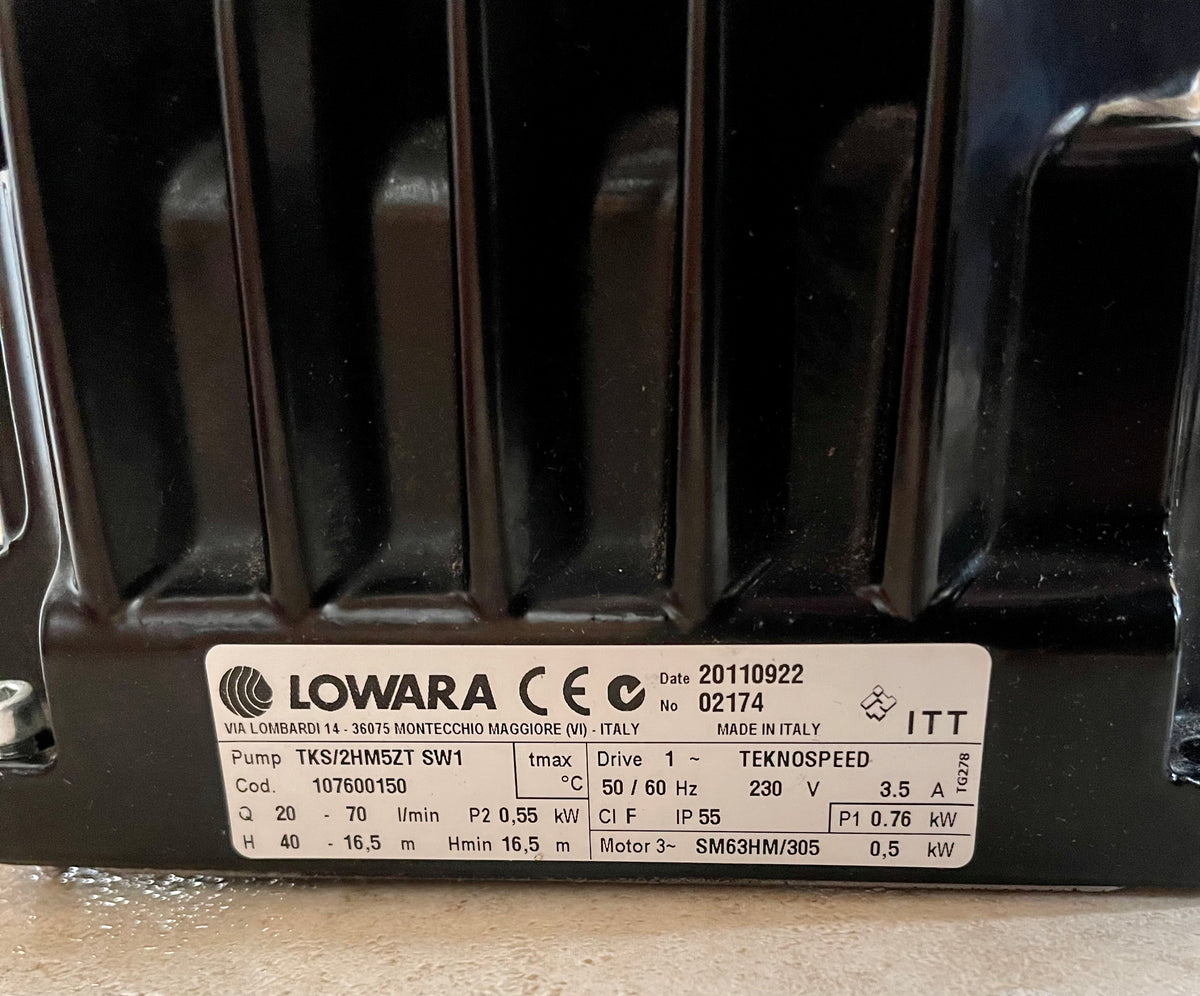 LOWARA CE Date 20110922
No 02174
ITT
VIA LOMBARDI 14 - 36075 MONTECCHIO MAGGIORE (VI) - ITALY MADE IN ITALY
Pump TKS/2HM5ZT SW1 tmax °C
Cod. 107600150
Q 20 - 70 l/min P2 0,55 kW
H 40 - 16,5 m Hmin 16,5 m
Drive 1 ~ TEKNOSPEED
50 / 60 Hz 230 V 3.5 A
Cl F IP 55 P1 0.76 kW
Motor 3~ SM63HM/305 0,5 kW
TG278